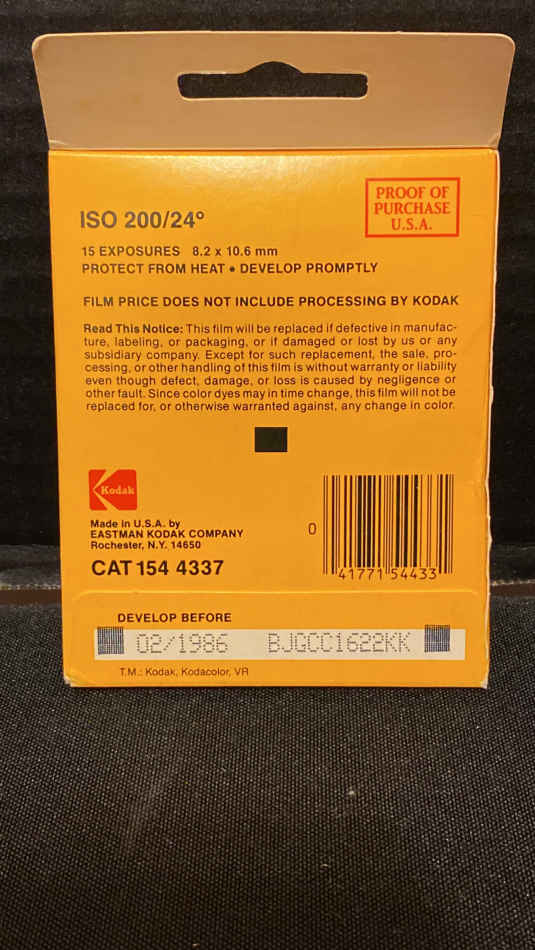 PROOF OF
PURCHASE
U.S.A.
ISO 200/24°
15 EXPOSURES 8.2 x 10.6 mm
PROTECT FROM HEAT • DEVELOP PROMPTLY
FILM PRICE DOES NOT INCLUDE PROCESSING BY KODAK
Read This Notice: This film will be replaced if defective in manufac-
ture, labeling, or packaging, or if damaged or lost by us or any
subsidiary company. Except for such replacement, the sale, pro-
cessing, or other handling of this film is without warranty or liability
even though defect, damage, or loss is caused by negligence or
other fault. Since color dyes may in time change, this film will not be
replaced for, or otherwise warranted against, any change in color.
Kodak
Made in U.S.A. by
EASTMAN KODAK COMPANY
Rochester, N.Y. 14650
CAT 154 4337
0 41771 54433
DEVELOP BEFORE
02/1986 BJGCC1622KK
T.M.: Kodak, Kodacolor, VR